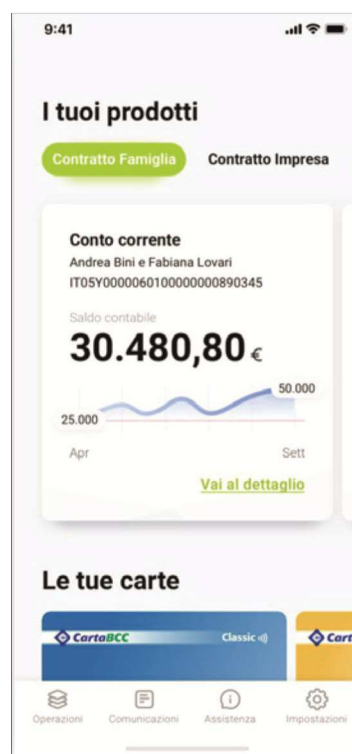 9:41
I tuoi prodotti
Contratto Famiglia Contratto Impresa
Conto corrente
Andrea Bini e Fabiana Lovari
IT05Y0000060100000000890345
Saldo contabile
30.480,80 €
50.000
25.000
Apr Sett
Vai al dettaglio
Le tue carte
CartaBCC Classic Cart
Operazioni Comunicazioni Assistenza Impostazioni